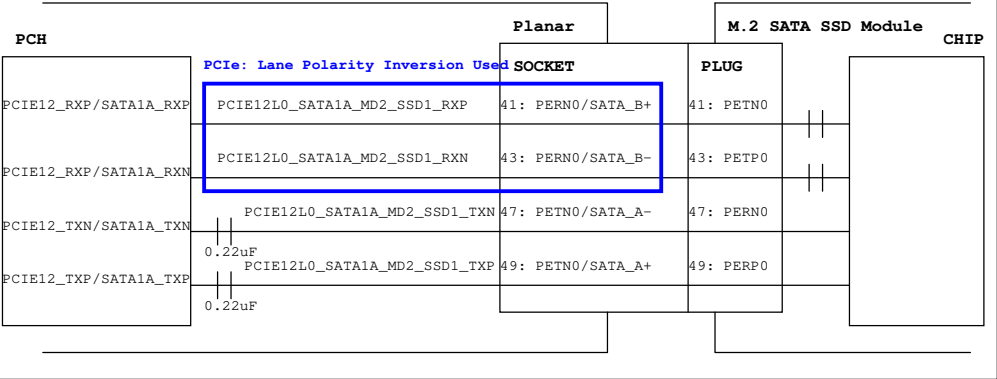 Planar
M.2 SATA SSD Module
PCH
CHIP
PCIe: Lane Polarity Inversion Used
SOCKET
PLUG
PCIE12_RXP/SATA1A_RXP
PCIE12L0_SATA1A_MD2_SSD1_RXP
41: PERN0/SATA_B+
41: PETN0
PCIE12_RXP/SATA1A_RXN
PCIE12L0_SATA1A_MD2_SSD1_RXN
43: PERN0/SATA_B-
43: PETP0
PCIE12_TXN/SATA1A_TXN
PCIE12L0_SATA1A_MD2_SSD1_TXN
47: PETN0/SATA_A-
47: PERN0
0.22uF
PCIE12_TXP/SATA1A_TXP
PCIE12L0_SATA1A_MD2_SSD1_TXP
49: PETN0/SATA_A+
49: PERP0
0.22uF